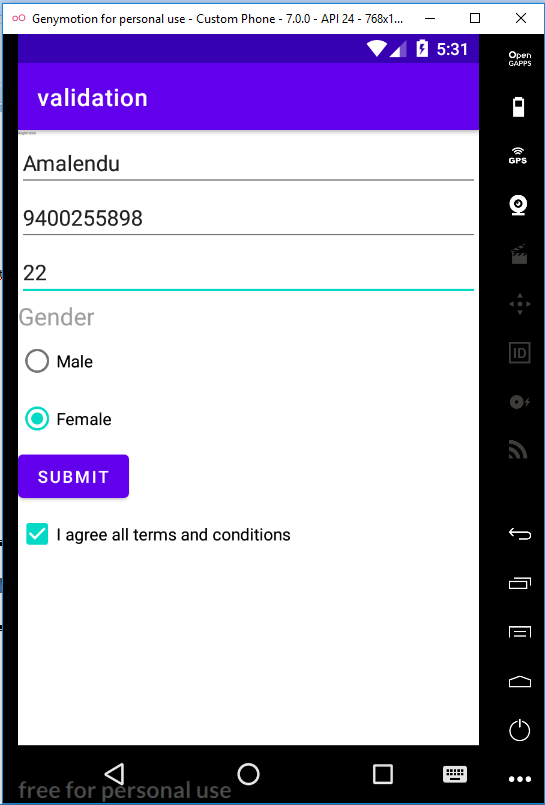 Genymotion for personal use - Custom Phone - 7.0.0 - API 24 - 768x1...
Open
GAPPS
5:31
validation
GPS
Amalendu
9400255898
22
Gender
Male
ID
Female
SUBMIT
I agree all terms and conditions
free for personal use